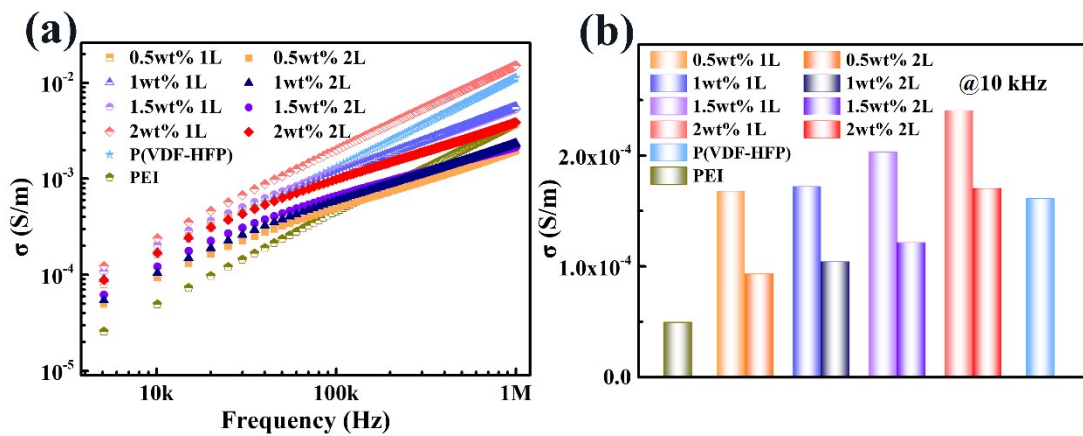 (a)
0.5wt% 1L 0.5wt% 2L
1wt% 1L 1wt% 2L
1.5wt% 1L 1.5wt% 2L
2wt% 1L 2wt% 2L
P(VDF-HFP)
PEI
10⁻²
10⁻³
10⁻⁴
10⁻⁵
σ (S/m)
10k 100k 1M
Frequency (Hz)
(b)
0.5wt% 1L 0.5wt% 2L
1wt% 1L 1wt% 2L
1.5wt% 1L 1.5wt% 2L
2wt% 1L 2wt% 2L
P(VDF-HFP)
PEI
@10 kHz
2.0x10⁻⁴
1.0x10⁻⁴
0.0
σ (S/m)